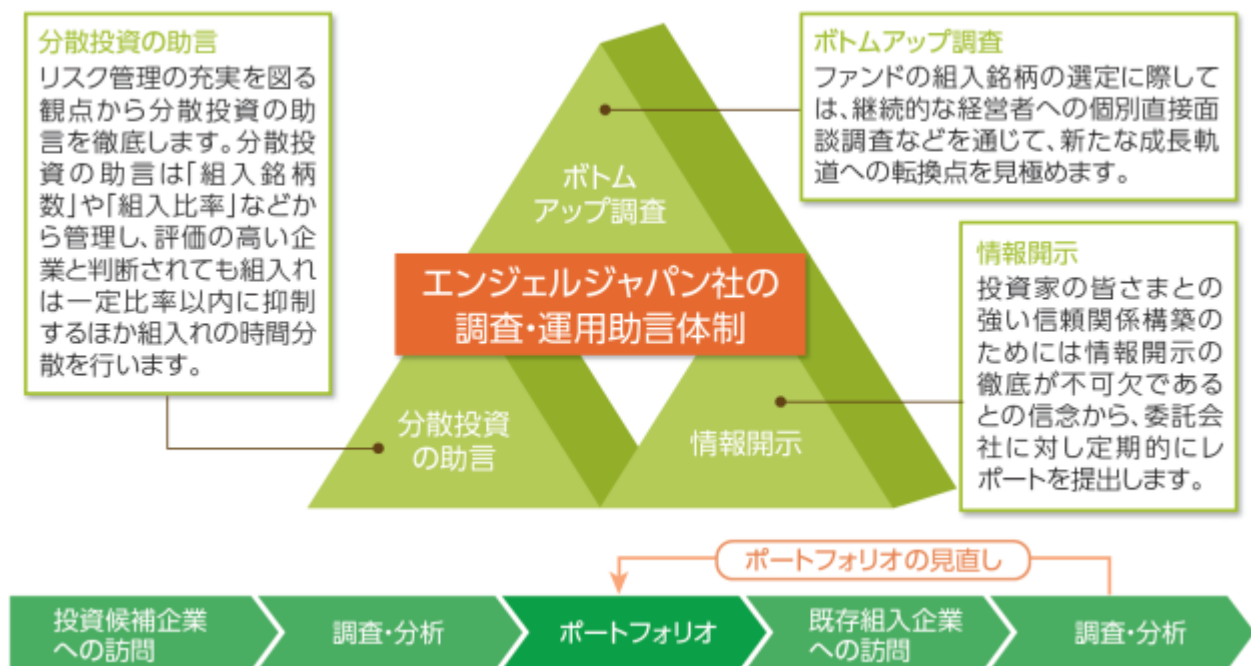 分散投資の助言
リスク管理の充実を図る
観点から分散投資の助
言を徹底します。分散投
資の助言は「組入銘柄
数」や「組入比率」などか
ら管理し、評価の高い企
業と判断されても組入れ
は一定比率以内に抑制
するほか組入れの時間分
散を行います。
ボトムアップ調査
ファンドの組入銘柄の選定に際して
は、継続的な経営者への個別直接面
談調査などを通じて、新たな成長軌
道への転換点を見極めます。
ボトム
アップ調査
エンジェルジャパン社の
調査・運用助言体制
情報開示
投資家の皆さまとの
強い信頼関係構築の
ためには情報開示の
徹底が不可欠である
との信念から、委託会
社に対し定期的にレ
ポートを提出します。
分散投資
の助言
情報開示
ポートフォリオの見直し
投資候補企業
への訪問
調査・分析
ポートフォリオ
既存組入企業
への訪問
調査・分析